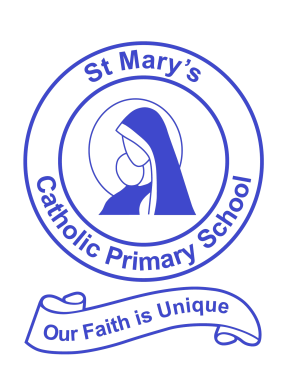 St Mary's
Catholic Primary School
Our Faith is Unique